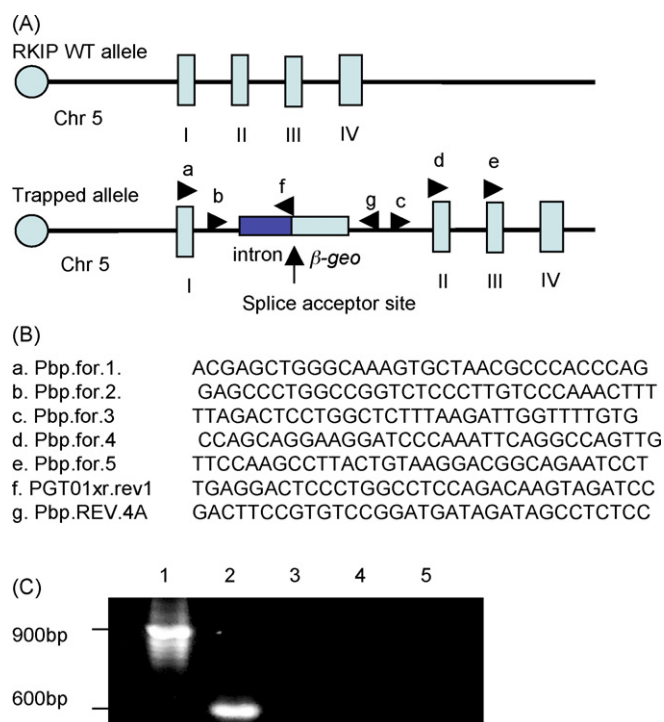 (A)
RKIP WT allele
Chr 5
I II III IV
a
b
f
g
c
d
e
Trapped allele
Chr 5
intron β-geo
I
II III IV
Splice acceptor site
(B)
a. Pbp.for.1. ACGAGCTGGGCAAAGTGCTAACGCCCACCCAG
b. Pbp.for.2. GAGCCCTGGCCGGTCTCCCTTGTCCCAAACTTT
c. Pbp.for.3 TTAGACTCCTGGCTCTTTAAGATTGGTTTTGTG
d. Pbp.for.4 CCAGCAGGAAGGATCCCAAATTCAGGCCAGTTG
e. Pbp.for.5 TTCCAAGCCTTACTGTAAGGACGGCAGAATCCT
f. PGT01xr.rev1 TGAGGACTCCCTGGCCTCCAGACAAGTAGATCC
g. Pbp.REV.4A GACTTCCGTGTCCGGATGATAGATAGCCTCTCC
(C)
1 2 3 4 5
900bp
600bp